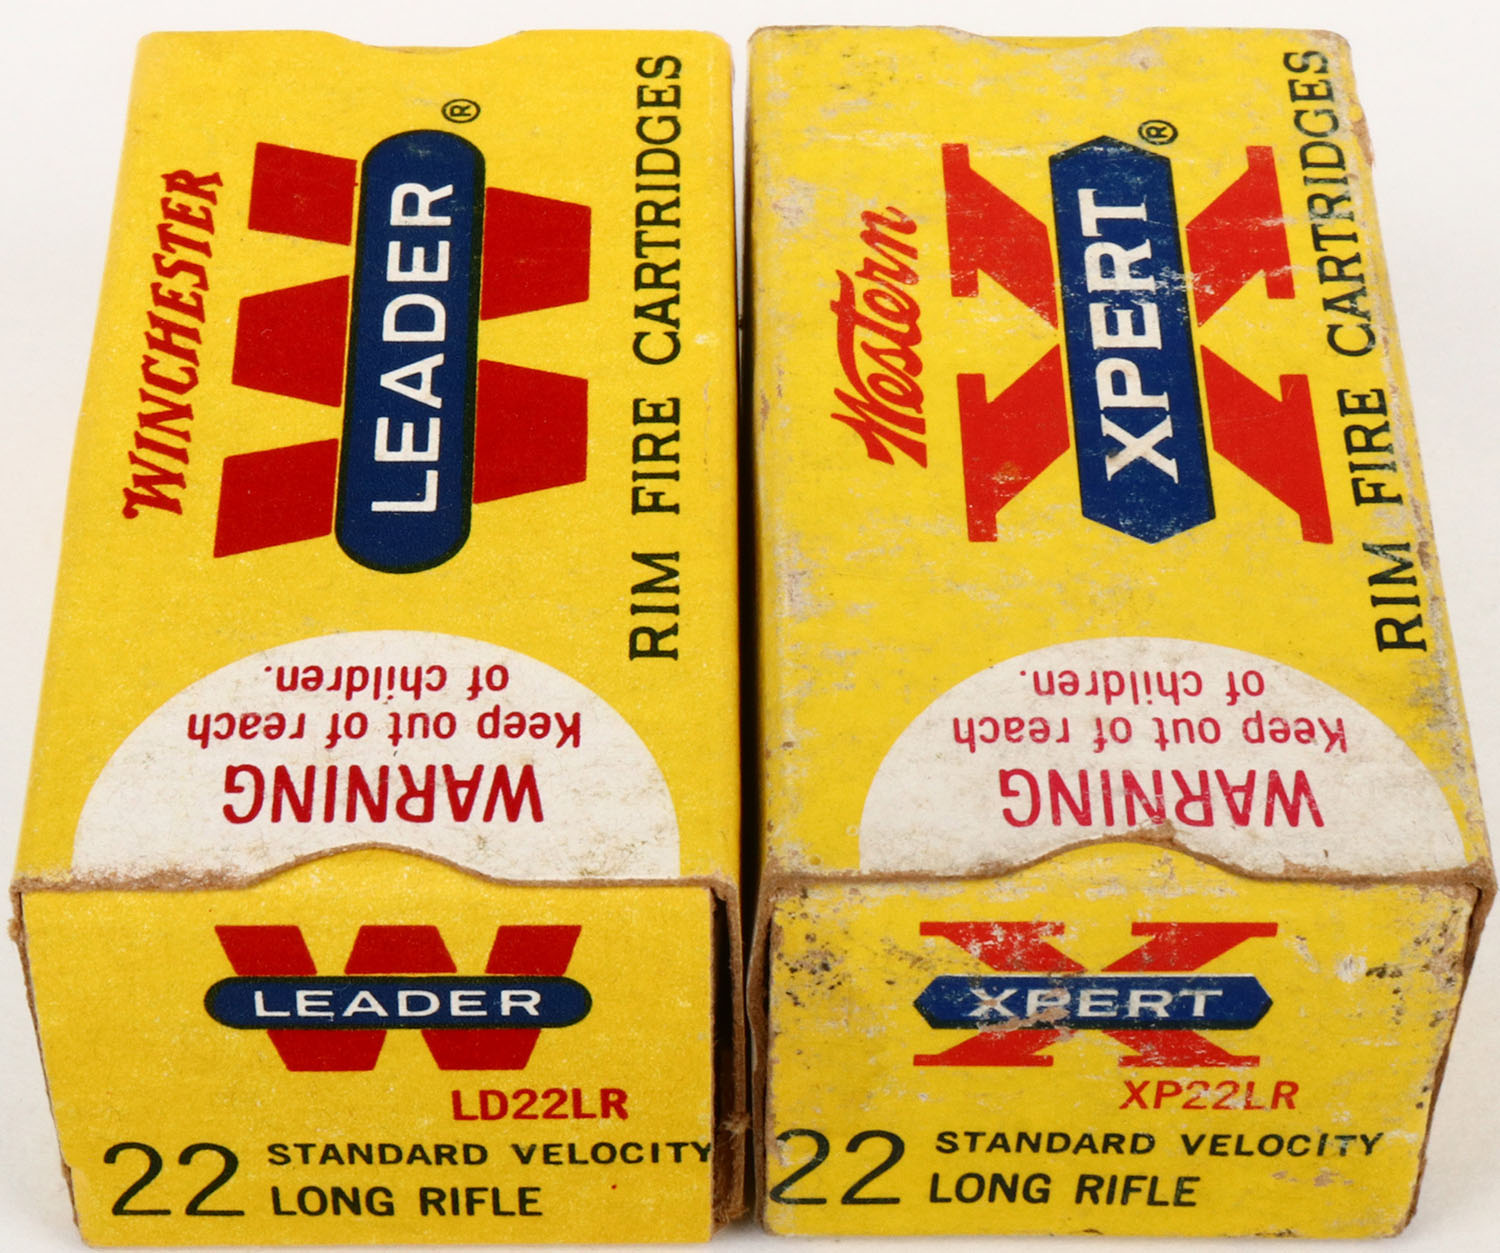 WINCHESTER
LEADER®
RIM FIRE CARTRIDGES
WARNING
Keep out of reach
of children.
LEADER
LD22LR
22 STANDARD VELOCITY
LONG RIFLE
Western
XPERT®
RIM FIRE CARTRIDGES
WARNING
Keep out of reach
of children.
XPERT
XP22LR
22 STANDARD VELOCITY
LONG RIFLE